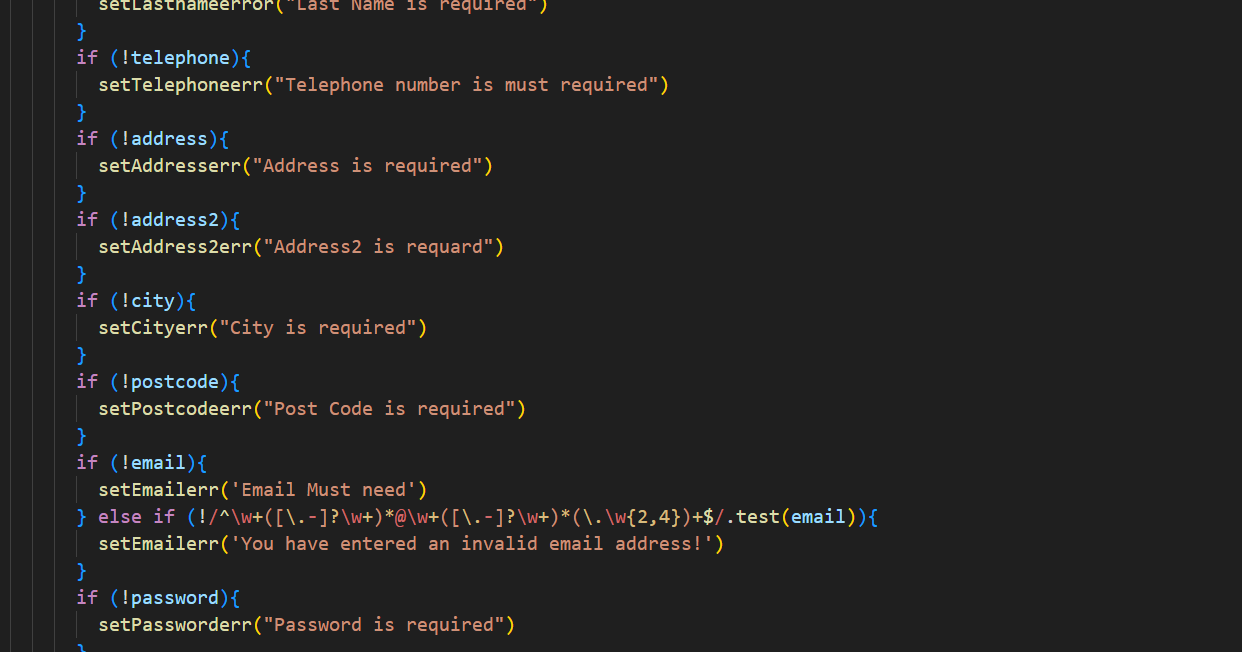 setLastnameerror("Last Name is required")
}
if (!telephone){
setTelephoneerr("Telephone number is must required")
}
if (!address){
setAddresserr("Address is required")
}
if (!address2){
setAddress2err("Address2 is requard")
}
if (!city){
setCityerr("City is required")
}
if (!postcode){
setPostcodeerr("Post Code is required")
}
if (!email){
setEmailerr('Email Must need')
} else if (!/^\w+([\.-]?\w+)*@\w+([\.-]?\w+)*(\.\w{2,4})+$/.test(email)){
setEmailerr('You have entered an invalid email address!')
}
if (!password){
setPassworderr("Password is required")
}